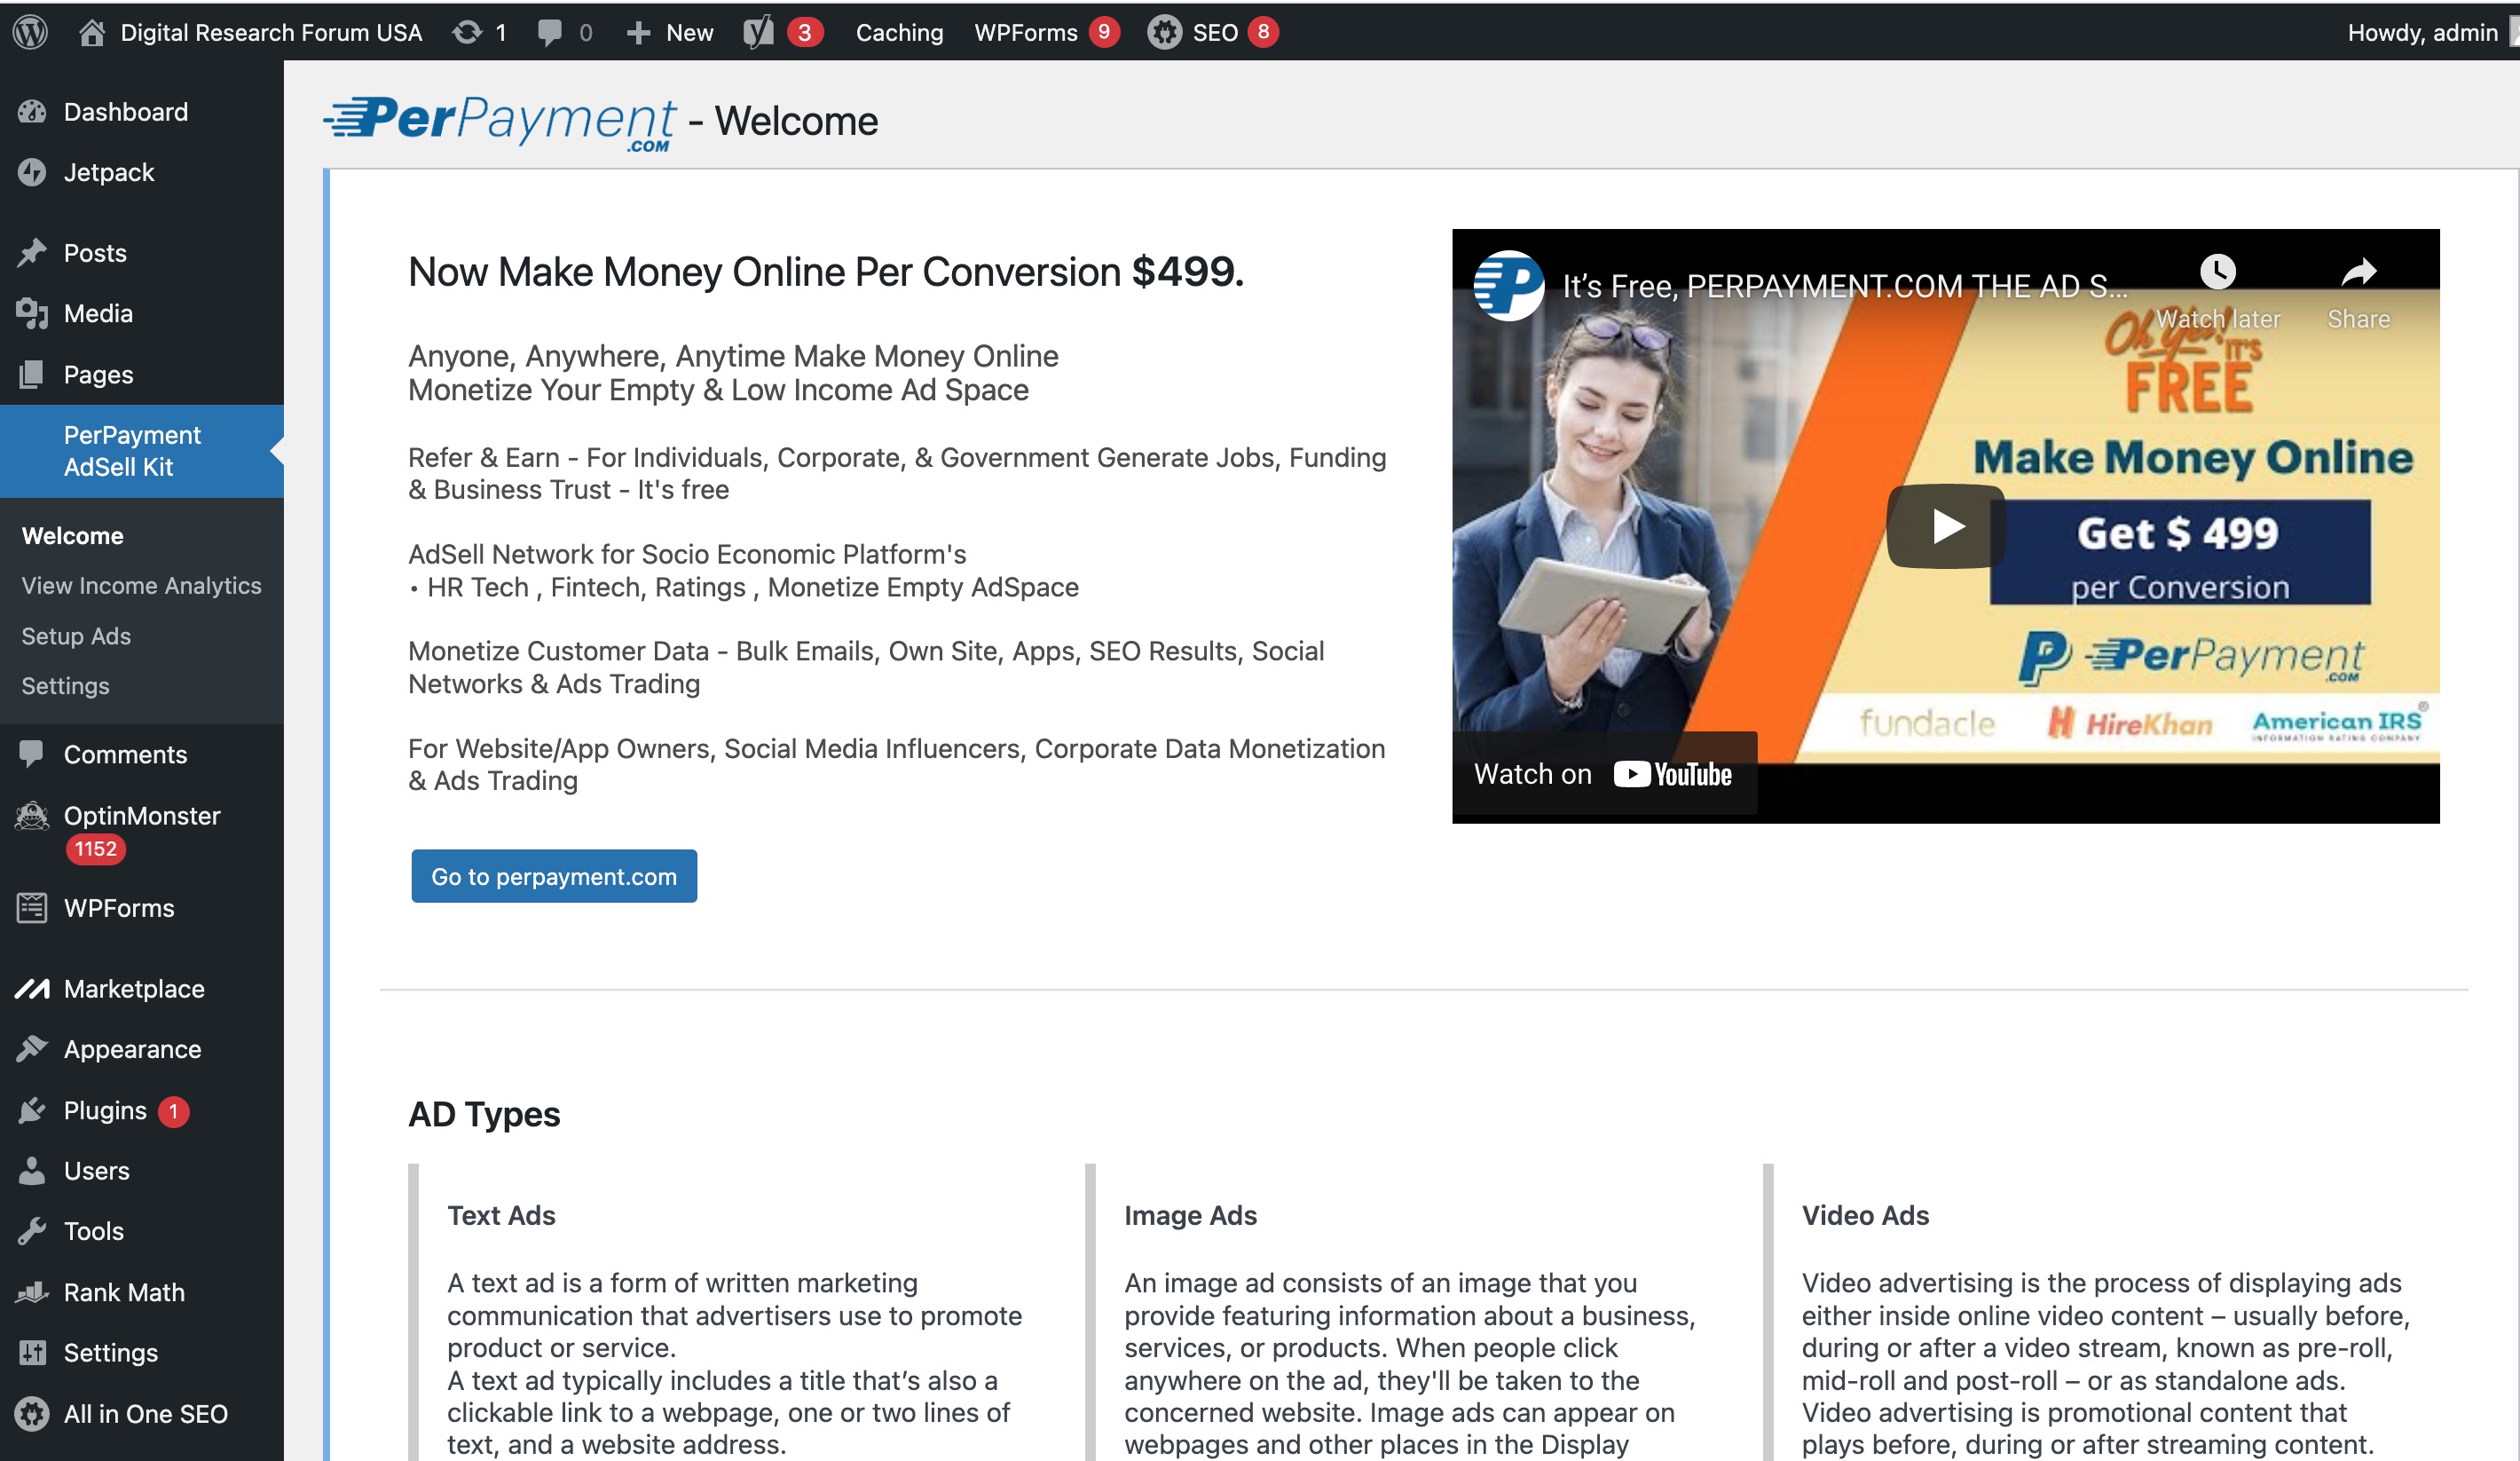 Digital Research Forum USA
1
0
New
3
Caching
WPForms 9
SEO 8
Howdy, admin
Dashboard
Jetpack
Posts
Media
Pages
PerPayment
AdSell Kit
Welcome
View Income Analytics
Setup Ads
Settings
Comments
OptinMonster
1152
WPForms
Marketplace
Appearance
Plugins 1
Users
Tools
Rank Math
Settings
All in One SEO
PerPayment .COM - Welcome
Now Make Money Online Per Conversion $499.
Anyone, Anywhere, Anytime Make Money Online
Monetize Your Empty & Low Income Ad Space
Refer & Earn - For Individuals, Corporate, & Government Generate Jobs, Funding
& Business Trust - It's free
AdSell Network for Socio Economic Platform's
• HR Tech , Fintech, Ratings , Monetize Empty AdSpace
Monetize Customer Data - Bulk Emails, Own Site, Apps, SEO Results, Social
Networks & Ads Trading
For Website/App Owners, Social Media Influencers, Corporate Data Monetization
& Ads Trading
Go to perpayment.com
It's Free, PERPAYMENT.COM THE AD S...
Watch later
Share
Oh Yes! IT'S
FREE
Make Money Online
Get $ 499
per Conversion
P PerPayment
.COM
fundacle
HireKhan
American IRS®
INFORMATION RATING COMPANY
Watch on YouTube
AD Types
Text Ads
A text ad is a form of written marketing
communication that advertisers use to promote
product or service.
A text ad typically includes a title that's also a
clickable link to a webpage, one or two lines of
text, and a website address.
Image Ads
An image ad consists of an image that you
provide featuring information about a business,
services, or products. When people click
anywhere on the ad, they'll be taken to the
concerned website. Image ads can appear on
webpages and other places in the Display
Video Ads
Video advertising is the process of displaying ads
either inside online video content – usually before,
during or after a video stream, known as pre-roll,
mid-roll and post-roll – or as standalone ads.
Video advertising is promotional content that
plays before, during or after streaming content.